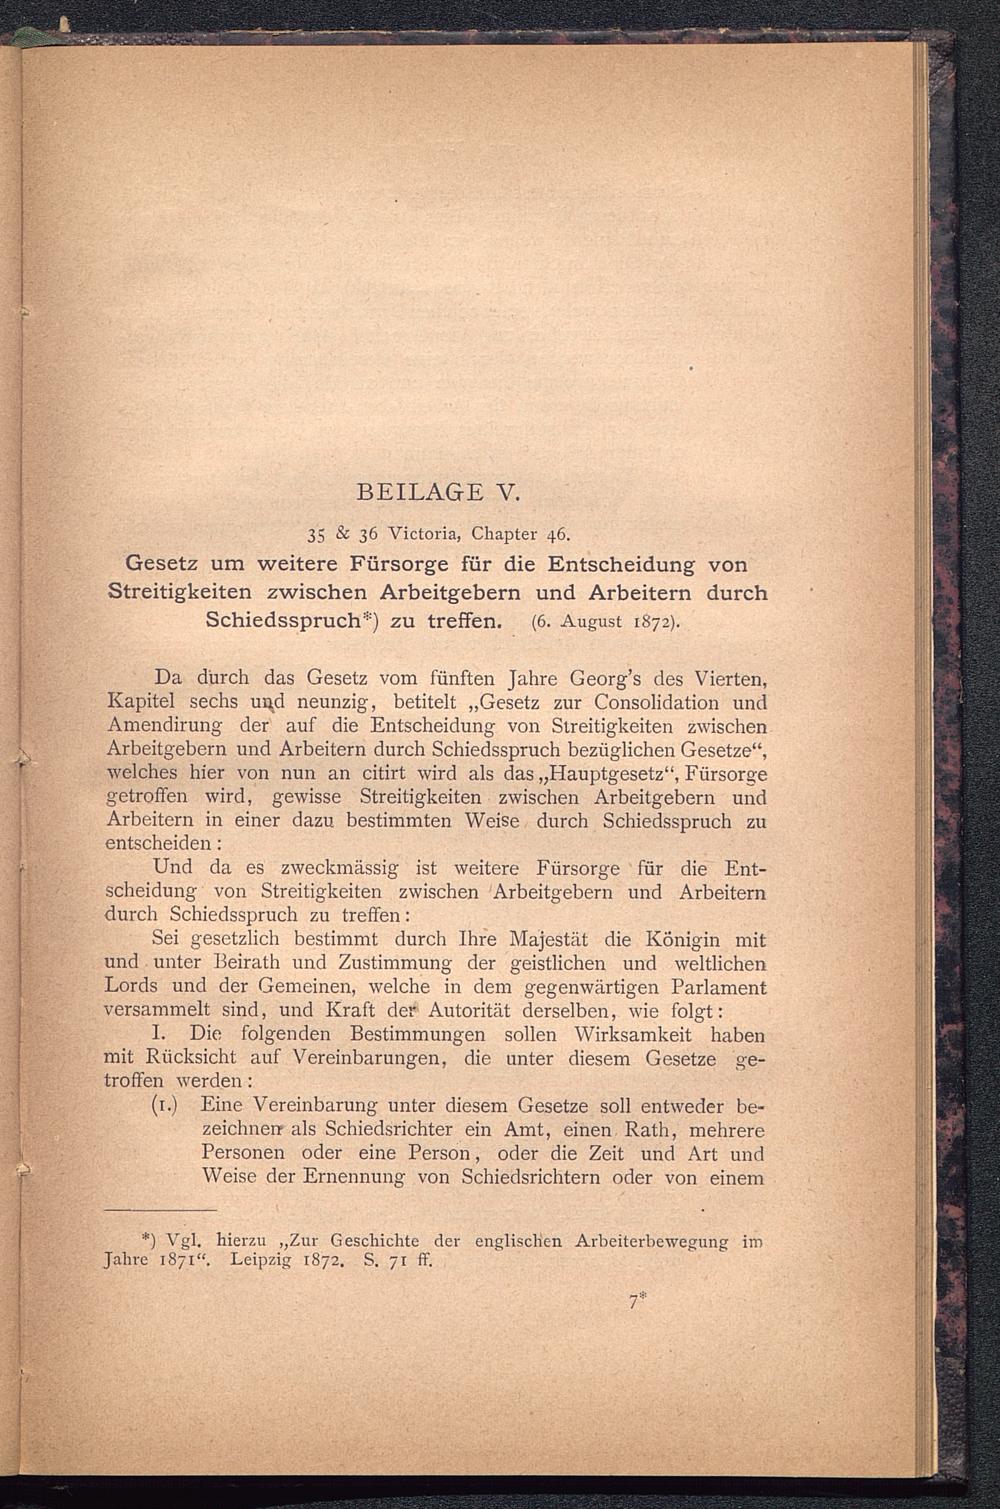 BEILAGE V.
35 & 36 Victoria, Chapter 46.
Gesetz um weitere Fürsorge für die Entscheidung von
Streitigkeiten zwischen Arbeitgebern und Arbeitern durch
Schiedsspruch*) zu treffen. (6. August 1872).
Da durch das Gesetz vom fünften Jahre Georg's des Vierten,
Kapitel sechs und neunzig, betitelt „Gesetz zur Consolidation und
Amendirung der auf die Entscheidung von Streitigkeiten zwischen
Arbeitgebern und Arbeitern durch Schiedsspruch bezüglichen Gesetze“,
welches hier von nun an citirt wird als das „Hauptgesetz“, Fürsorge
getroffen wird, gewisse Streitigkeiten zwischen Arbeitgebern und
Arbeitern in einer dazu bestimmten Weise durch Schiedsspruch zu
entscheiden:
Und da es zweckmässig ist weitere Fürsorge für die Ent-
scheidung von Streitigkeiten zwischen Arbeitgebern und Arbeitern
durch Schiedsspruch zu treffen:
Sei gesetzlich bestimmt durch Ihre Majestät die Königin mit
und unter Beirath und Zustimmung der geistlichen und weltlichen
Lords und der Gemeinen, welche in dem gegenwärtigen Parlament
versammelt sind, und Kraft der Autorität derselben, wie folgt:
I. Die folgenden Bestimmungen sollen Wirksamkeit haben
mit Rücksicht auf Vereinbarungen, die unter diesem Gesetze ge-
troffen werden:
(1.) Eine Vereinbarung unter diesem Gesetze soll entweder be-
zeichnen als Schiedsrichter ein Amt, einen Rath, mehrere
Personen oder eine Person, oder die Zeit und Art und
Weise der Ernennung von Schiedsrichtern oder von einem
*) Vgl. hierzu „Zur Geschichte der englischen Arbeiterbewegung im
Jahre 1871“. Leipzig 1872. S. 71 ff.
7*